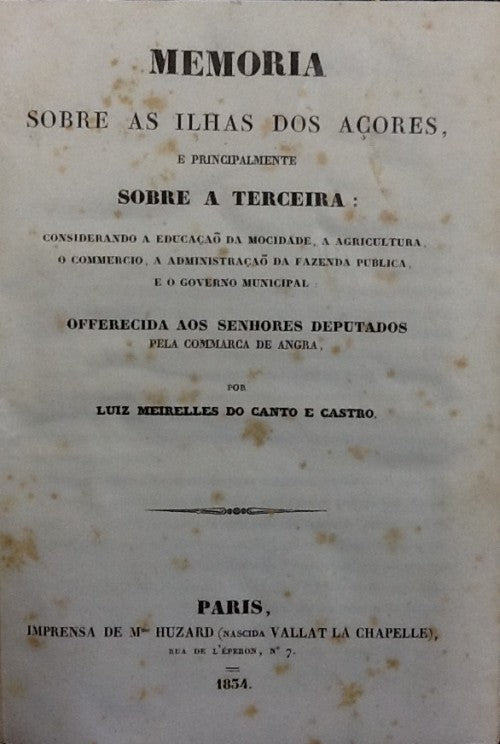 MEMORIA
SOBRE AS ILHAS DOS AÇORES,
E PRINCIPALMENTE
SOBRE A TERCEIRA :
CONSIDERANDO A EDUCAÇAÕ DA MOCIDADE, A AGRICULTURA,
O COMMERCIO, A ADMINISTRAÇAÕ DA FAZENDA PUBLICA,
E O GOVERNO MUNICIPAL :
OFFERECIDA AOS SENHORES DEPUTADOS
PELA COMMARCA DE ANGRA,
POR
LUIZ MEIRELLES DO CANTO E CASTRO.
PARIS,
IMPRENSA DE Mme HUZARD (NASCIDA VALLAT LA CHAPELLE),
RUA DE L'ÉPERON, N° 7.
1834.